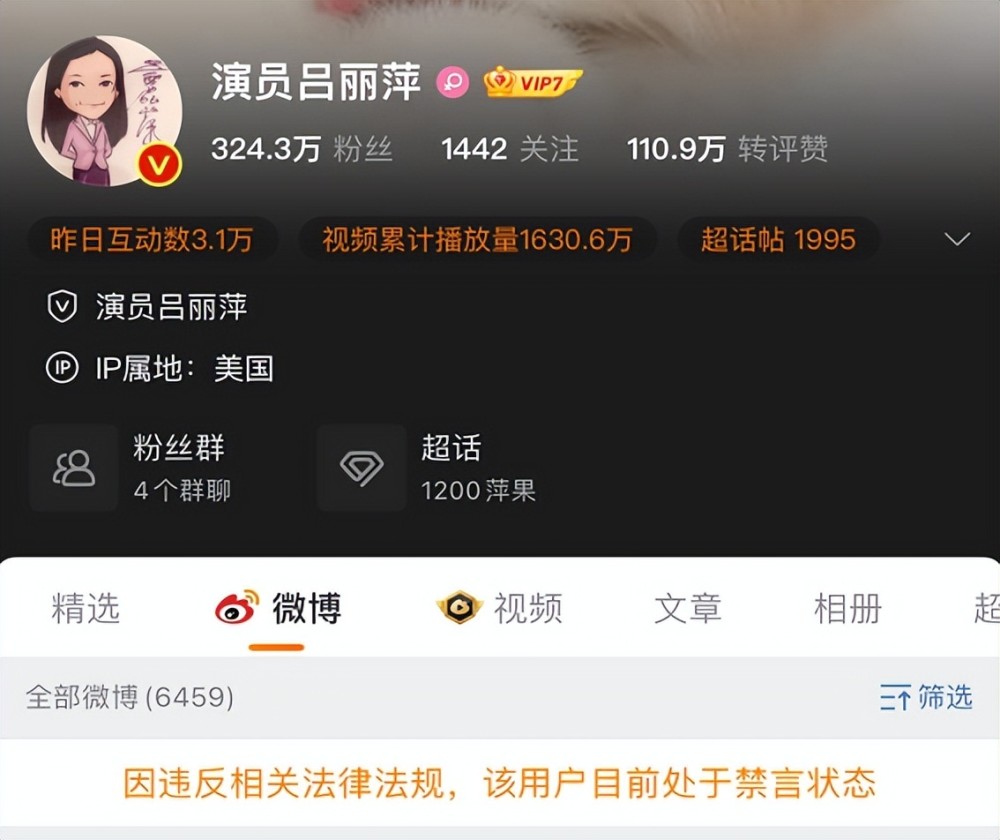 演员吕丽萍 VIP7
324.3万 粉丝 1442 关注 110.9万 转评赞
昨日互动数3.1万 视频累计播放量1630.6万 超话帖 1995
演员吕丽萍
IP IP属地：美国
粉丝群 超话
4个群聊 1200萍果
精选 微博 视频 文章 相册 超
全部微博(6459) 筛选
因违反相关法律法规，该用户目前处于禁言状态